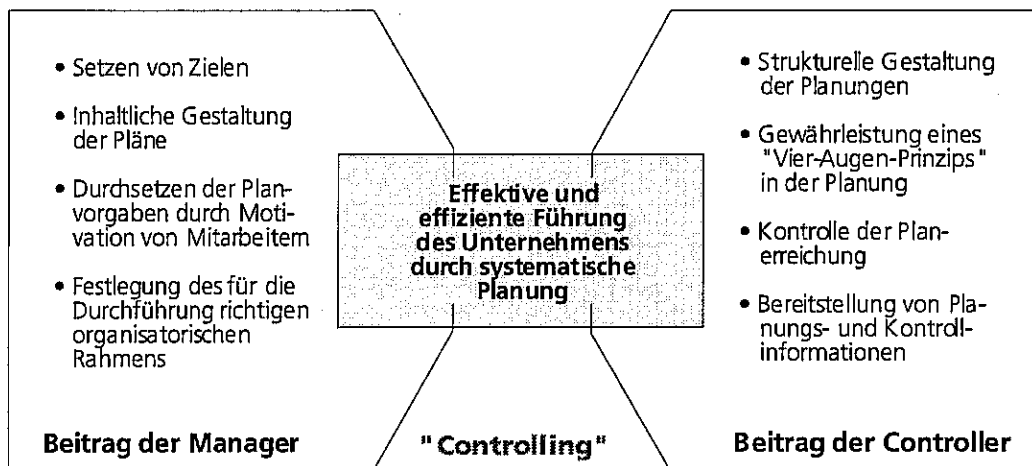 • Setzen von Zielen
• Inhaltliche Gestaltung
der Pläne
• Durchsetzen der Plan-
vorgaben durch Moti-
vation von Mitarbeitern
• Festlegung des für die
Durchführung richtigen
organisatorischen
Rahmens
Beitrag der Manager
Effektive und
effiziente Führung
des Unternehmens
durch systematische
Planung
"Controlling"
• Strukturelle Gestaltung
der Planungen
• Gewährleistung eines
"Vier-Augen-Prinzips"
in der Planung
• Kontrolle der Plan-
erreichung
• Bereitstellung von Pla-
nungs- und Kontroll-
informationen
Beitrag der Controller